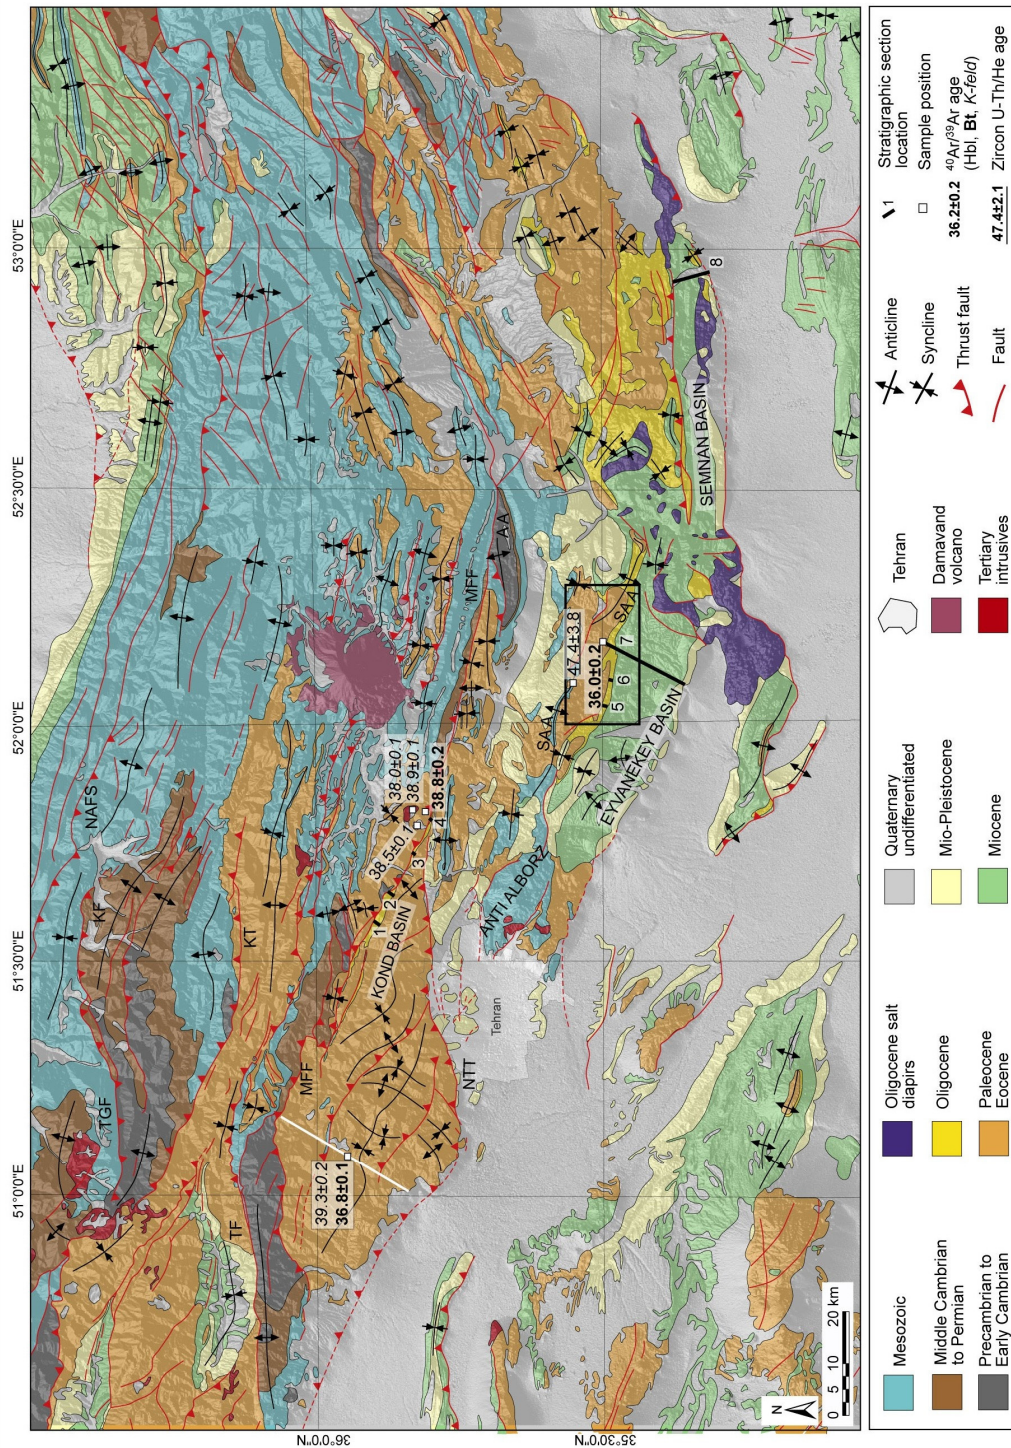 51°0'0"E
51°30'0"E
52°0'0"E
52°30'0"E
53°0'0"E
36°0'0"N
35°30'0"N
TGF
KF
NAFS
TF
KT
MFF
MFF
AA
39.3±0.2
36.8±0.1
KOND BASIN
1
2
3
4
38.5±0.1
38.0±0.1
38.9±0.1
38.8±0.2
NTT
Tehran
ANTI ALBORZ
SAA
47.4±3.8
36.0±0.2
SAA
5
6
7
EYVANEKEY BASIN
SEMNAN BASIN
8
N
0 5 10 20 km
Mesozoic
Middle Cambrian
to Permian
Precambrian to
Early Cambrian
Oligocene salt
diapirs
Oligocene
Paleocene
Eocene
Quaternary
undifferentiated
Mio-Pleistocene
Miocene
Tehran
Damavand
volcano
Tertiary
intrusives
Anticline
Syncline
Thrust fault
Fault
1 Stratigraphic section
location
Sample position
36.2±0.2 ⁴⁰Ar/³⁹Ar age
(Hbl, Bt, K-feld)
47.4±2.1 Zircon U-Th/He age